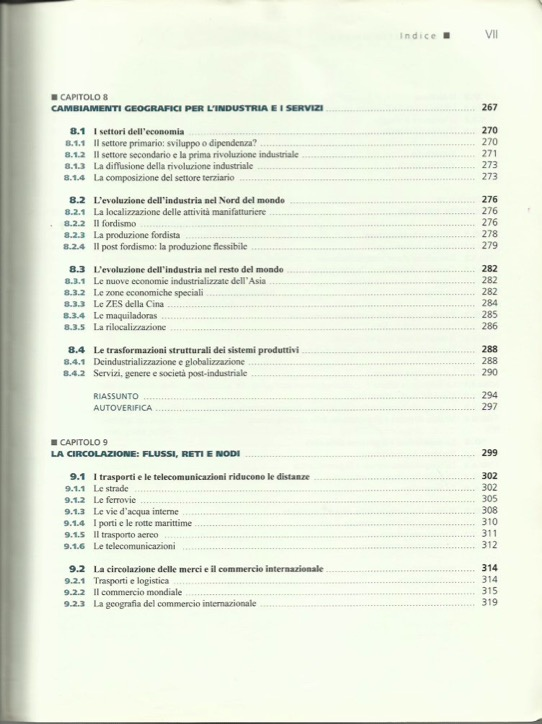 Indice ■ VII
■ CAPITOLO 8
CAMBIAMENTI GEOGRAFICI PER L'INDUSTRIA E I SERVIZI 267
8.1 I settori dell'economia 270
8.1.1 Il settore primario: sviluppo o dipendenza? 270
8.1.2 Il settore secondario e la prima rivoluzione industriale 271
8.1.3 La diffusione della rivoluzione industriale 273
8.1.4 La composizione del settore terziario 273
8.2 L'evoluzione dell'industria nel Nord del mondo 276
8.2.1 La localizzazione delle attività manifatturiere 276
8.2.2 Il fordismo 276
8.2.3 La produzione fordista 278
8.2.4 Il post fordismo: la produzione flessibile 279
8.3 L'evoluzione dell'industria nel resto del mondo 282
8.3.1 Le nuove economie industrializzate dell'Asia 282
8.3.2 Le zone economiche speciali 282
8.3.3 Le ZES della Cina 284
8.3.4 Le maquiladoras 285
8.3.5 La rilocalizzazione 286
8.4 Le trasformazioni strutturali dei sistemi produttivi 288
8.4.1 Deindustrializzazione e globalizzazione 288
8.4.2 Servizi, genere e società post-industriale 290
RIASSUNTO 294
AUTOVERIFICA 297
■ CAPITOLO 9
LA CIRCOLAZIONE: FLUSSI, RETI E NODI 299
9.1 I trasporti e le telecomunicazioni riducono le distanze 302
9.1.1 Le strade 302
9.1.2 Le ferrovie 305
9.1.3 Le vie d'acqua interne 308
9.1.4 I porti e le rotte marittime 310
9.1.5 Il trasporto aereo 311
9.1.6 Le telecomunicazioni 312
9.2 La circolazione delle merci e il commercio internazionale 314
9.2.1 Trasporti e logistica 314
9.2.2 Il commercio mondiale 315
9.2.3 La geografia del commercio internazionale 319